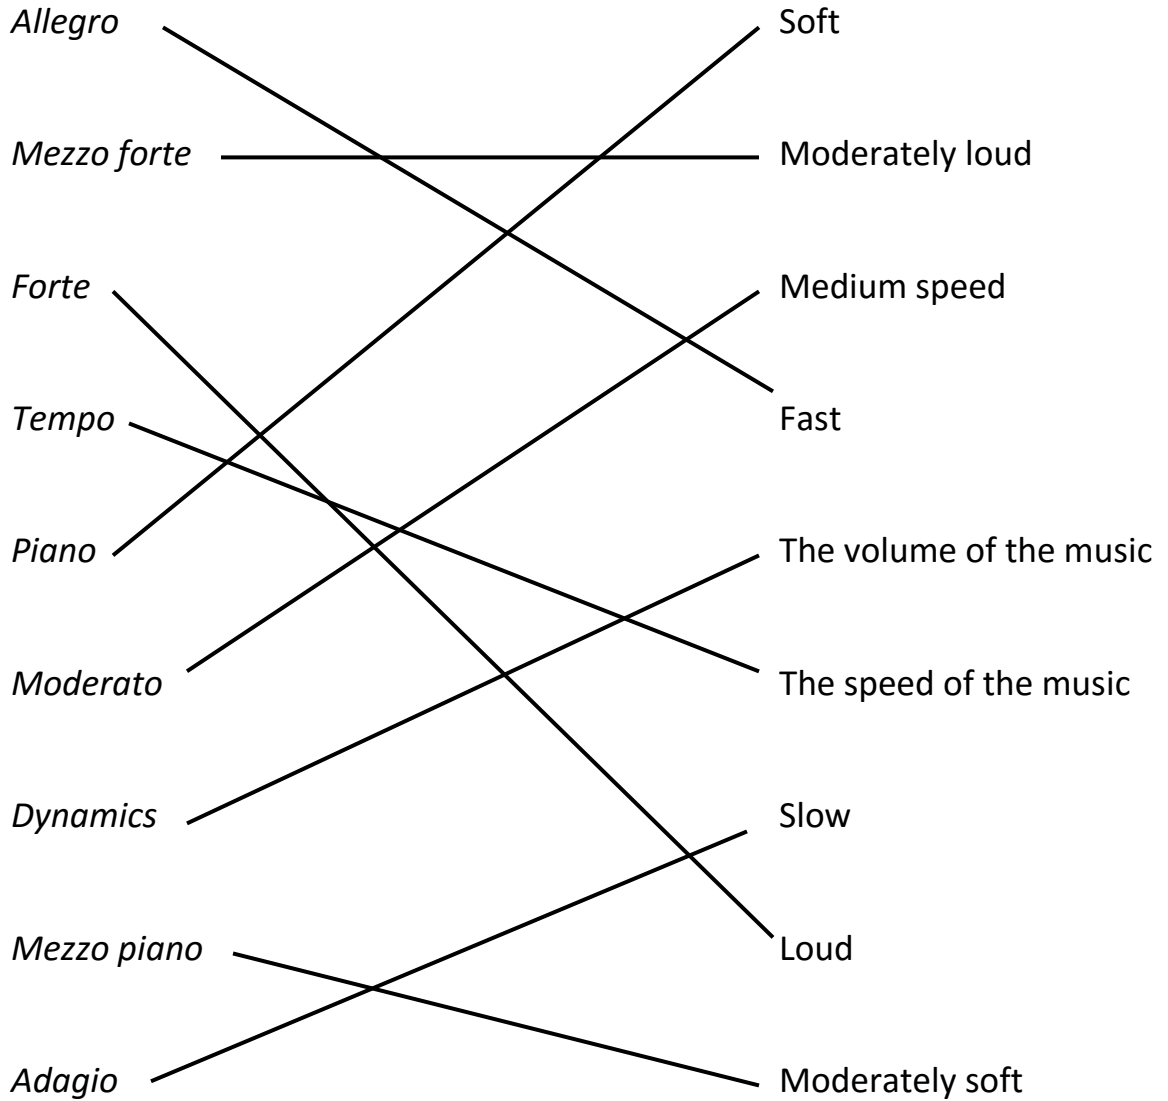 Allegro Soft
Mezzo forte Moderately loud
Forte Medium speed
Tempo Fast
Piano The volume of the music
Moderato The speed of the music
Dynamics Slow
Mezzo piano Loud
Adagio Moderately soft